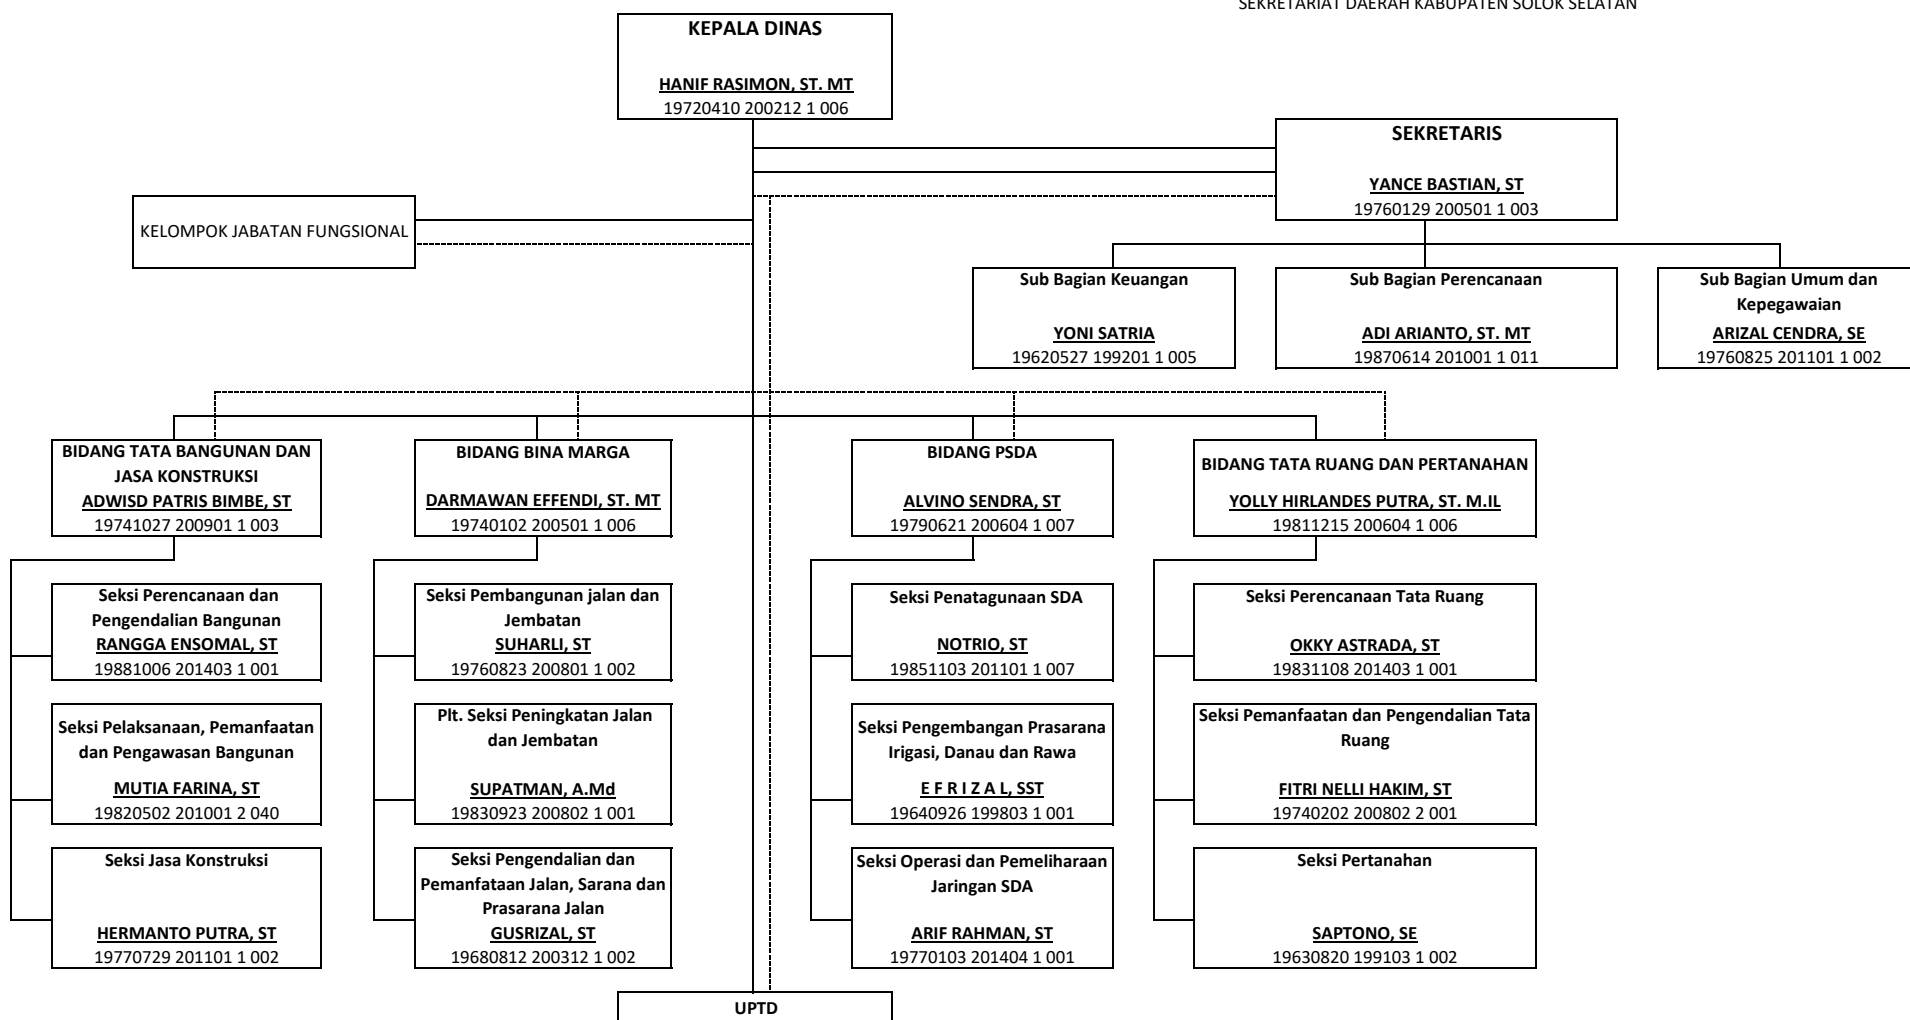 SEKRETARIAT DAERAH KABUPATEN SOLOK SELATAN
KEPALA DINAS
HANIF RASIMON, ST. MT
19720410 200212 1 006
SEKRETARIS
YANCE BASTIAN, ST
19760129 200501 1 003
KELOMPOK JABATAN FUNGSIONAL
Sub Bagian Keuangan
YONI SATRIA
19620527 199201 1 005
Sub Bagian Perencanaan
ADI ARIANTO, ST. MT
19870614 201001 1 011
Sub Bagian Umum dan
Kepegawaian
ARIZAL CENDRA, SE
19760825 201101 1 002
BIDANG TATA BANGUNAN DAN
JASA KONSTRUKSI
ADWISD PATRIS BIMBE, ST
19741027 200901 1 003
BIDANG BINA MARGA
DARMAWAN EFFENDI, ST. MT
19740102 200501 1 006
BIDANG PSDA
ALVINO SENDRA, ST
19790621 200604 1 007
BIDANG TATA RUANG DAN PERTANAHAN
YOLLY HIRLANDES PUTRA, ST. M.IL
19811215 200604 1 006
Seksi Perencanaan dan
Pengendalian Bangunan
RANGGA ENSOMAL, ST
19881006 201403 1 001
Seksi Pembangunan jalan dan
Jembatan
SUHARLI, ST
19760823 200801 1 002
Seksi Penatagunaan SDA
NOTRIO, ST
19851103 201101 1 007
Seksi Perencanaan Tata Ruang
OKKY ASTRADA, ST
19831108 201403 1 001
Seksi Pelaksanaan, Pemanfaatan
dan Pengawasan Bangunan
MUTIA FARINA, ST
19820502 201001 2 040
Plt. Seksi Peningkatan Jalan
dan Jembatan
SUPATMAN, A.Md
19830923 200802 1 001
Seksi Pengembangan Prasarana
Irigasi, Danau dan Rawa
E F R I Z A L, SST
19640926 199803 1 001
Seksi Pemanfaatan dan Pengendalian Tata
Ruang
FITRI NELLI HAKIM, ST
19740202 200802 2 001
Seksi Jasa Konstruksi
HERMANTO PUTRA, ST
19770729 201101 1 002
Seksi Pengendalian dan
Pemanfataan Jalan, Sarana dan
Prasarana Jalan
GUSRIZAL, ST
19680812 200312 1 002
Seksi Operasi dan Pemeliharaan
Jaringan SDA
ARIF RAHMAN, ST
19770103 201404 1 001
Seksi Pertanahan
SAPTONO, SE
19630820 199103 1 002
UPTD